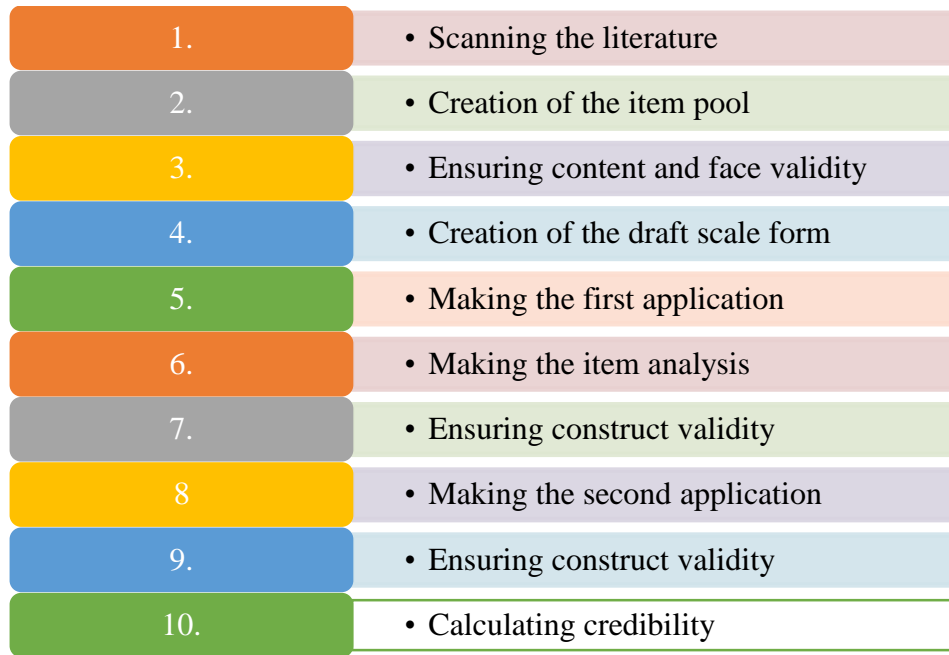 1. • Scanning the literature
2. • Creation of the item pool
3. • Ensuring content and face validity
4. • Creation of the draft scale form
5. • Making the first application
6. • Making the item analysis
7. • Ensuring construct validity
8 • Making the second application
9. • Ensuring construct validity
10. • Calculating credibility